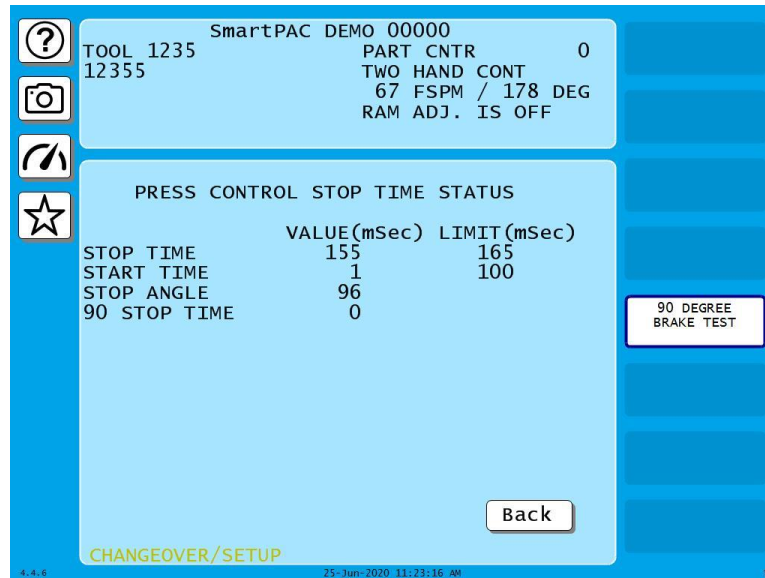 SmartPAC DEMO 00000
TOOL 1235 PART CNTR 0
12355 TWO HAND CONT
67 FSPM / 178 DEG
RAM ADJ. IS OFF
PRESS CONTROL STOP TIME STATUS
VALUE(mSec) LIMIT(mSec)
STOP TIME 155 165
START TIME 1 100
STOP ANGLE 96
90 STOP TIME 0
90 DEGREE
BRAKE TEST
Back
CHANGEOVER/SETUP
4.4.6 25-Jun-2020 11:23:16 AM